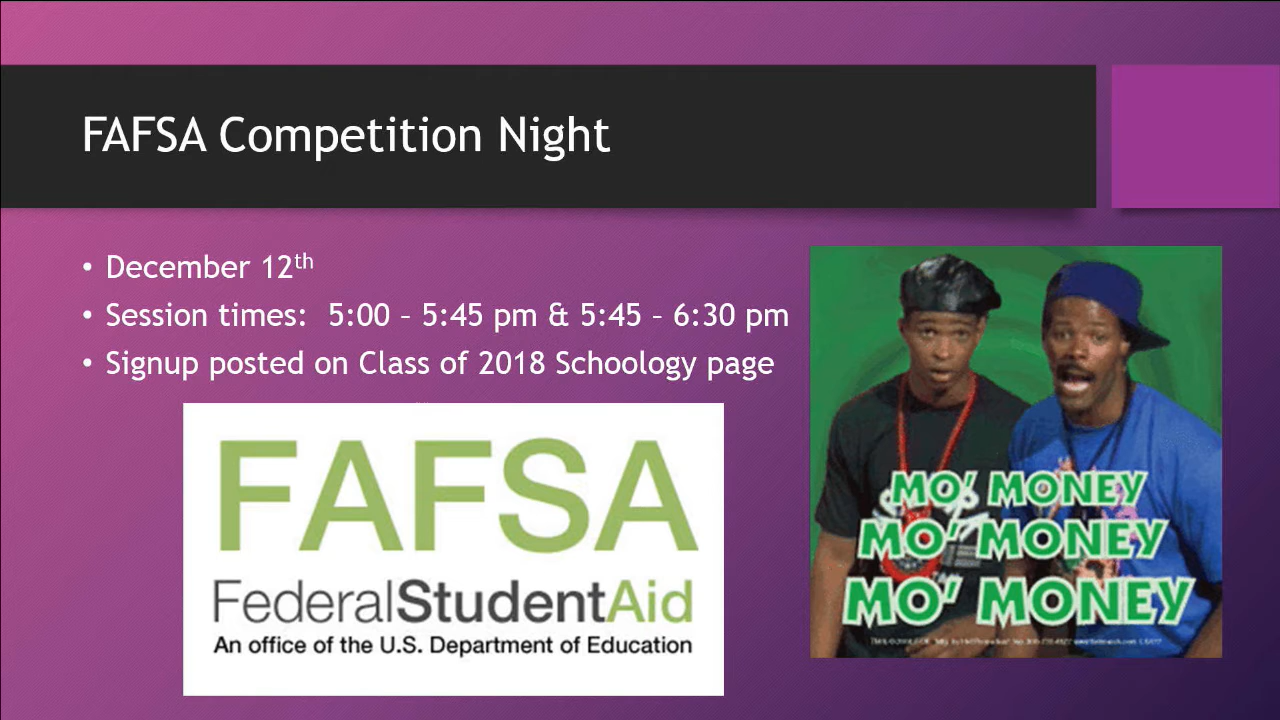 FAFSA Competition Night
• December 12th
• Session times: 5:00 – 5:45 pm & 5:45 – 6:30 pm
• Signup posted on Class of 2018 Schoology page
FAFSA
FederalStudentAid
An office of the U.S. Department of Education
MO' MONEY
MO' MONEY
MO' MONEY